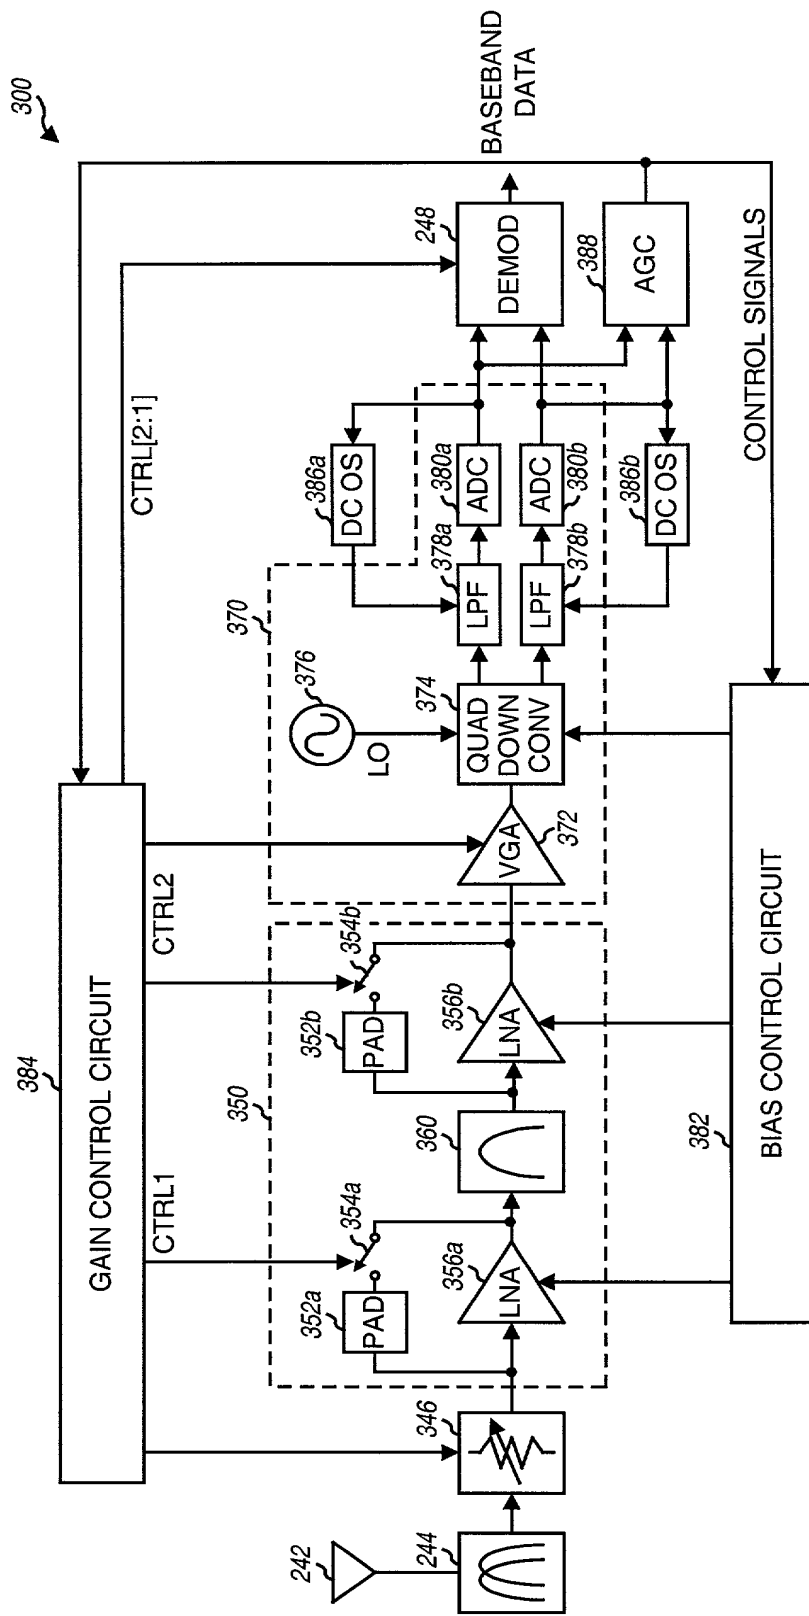 300
384
GAIN CONTROL CIRCUIT
CTRL1
CTRL2
CTRL[2:1]
242
244
346
350
352a
PAD
354a
356a
LNA
360
352b
PAD
354b
356b
LNA
370
376
LO
372
VGA
374
QUAD
DOWN
CONV
386a
DC OS
378a
LPF
380a
ADC
LPF
378b
ADC
380b
DC OS
386b
248
DEMOD
BASEBAND
DATA
388
AGC
CONTROL SIGNALS
382
BIAS CONTROL CIRCUIT